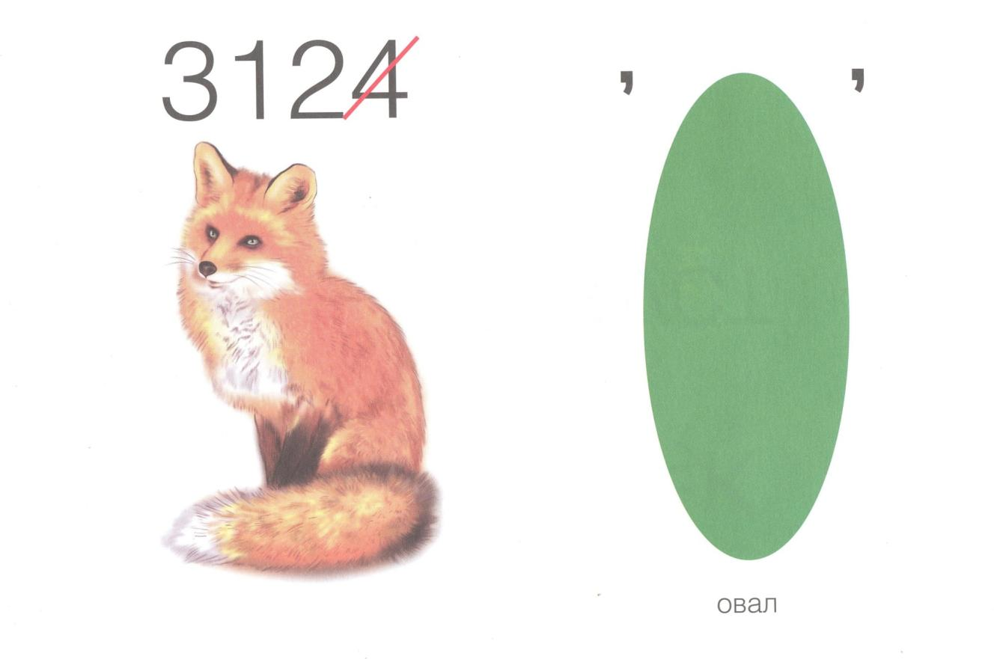 3124
, ,
овал